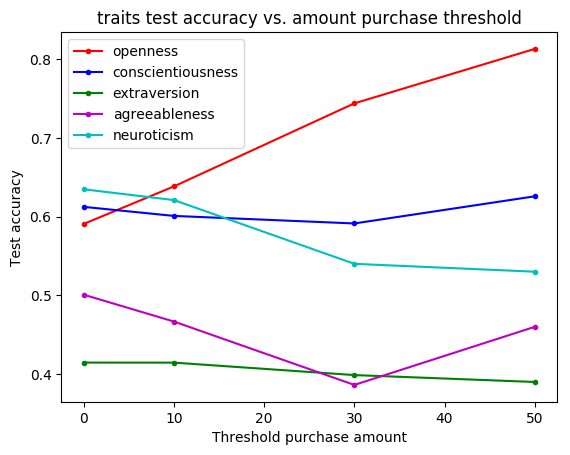 traits test accuracy vs. amount purchase threshold
openness
conscientiousness
extraversion
agreeableness
neuroticism
Test accuracy
0.8
0.7
0.6
0.5
0.4
0 10 20 30 40 50
Threshold purchase amount